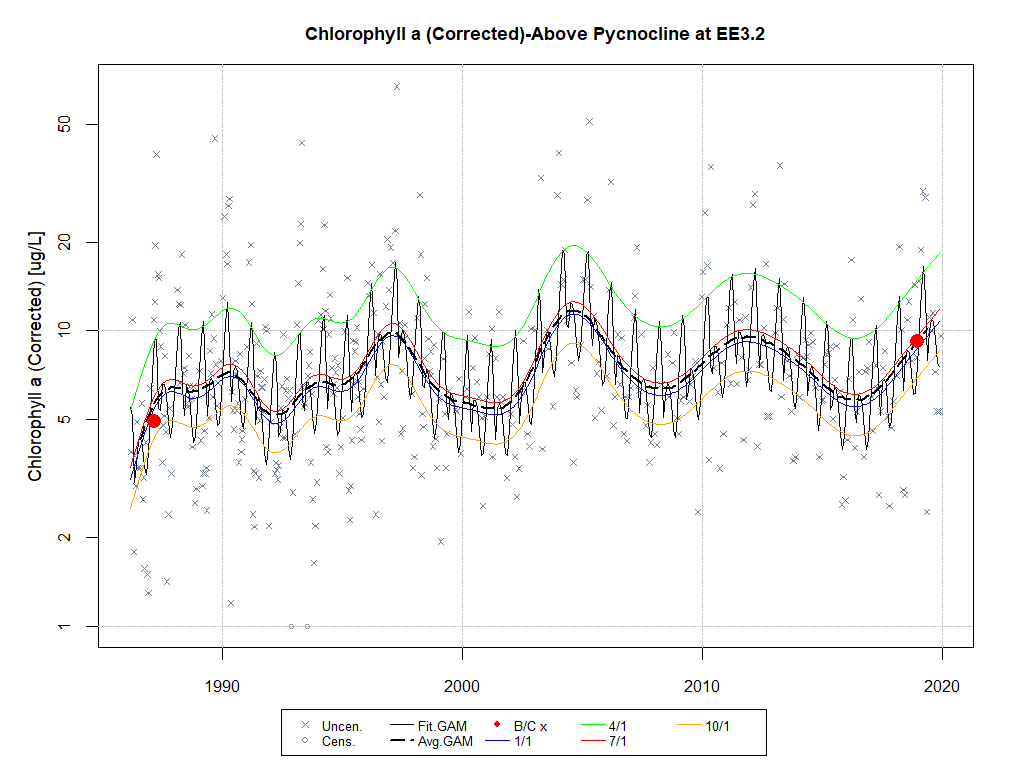 Chlorophyll a (Corrected)-Above Pycnocline at EE3.2
Chlorophyll a (Corrected) [ug/L]
50
20
10
5
2
1
1990 2000 2010 2020
Uncen. Fit.GAM B/C x 4/1 10/1
Cens. Avg.GAM 1/1 7/1